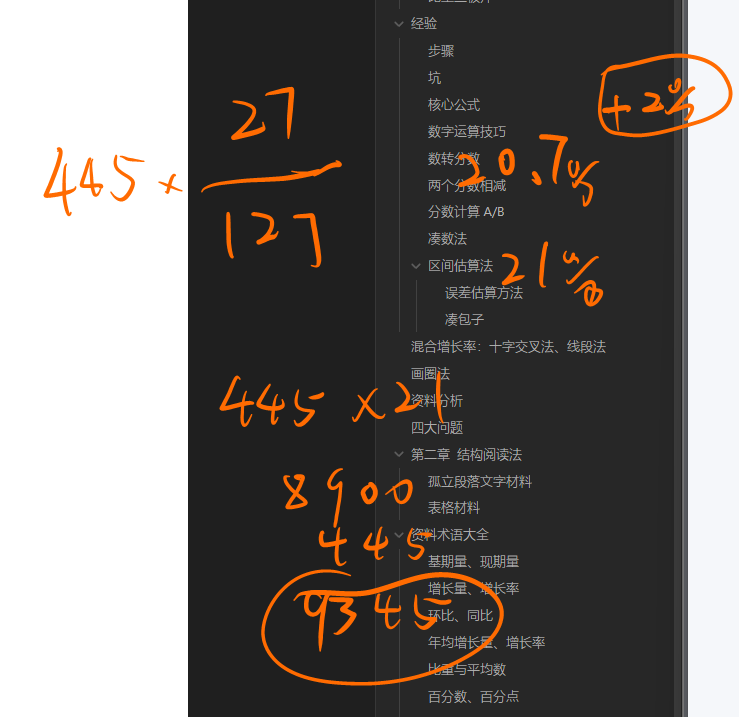 经验
步骤
坑
核心公式
+2%
数字运算技巧
数转分数
20.7%
两个分数相减
445×27/127
分数计算 A/B
凑数法
区间估算法
21%
误差估算方法
凑包子
混合增长率：十字交叉法、线段法
画圈法
445×21
资料分析
四大问题
第二章 结构阅读法
孤立段落文字材料
8900
表格材料
资料术语大全
445
基期量、现期量
增长量、增长率
9345
环比、同比
年均增长量、增长率
比重与平均数
百分数、百分点